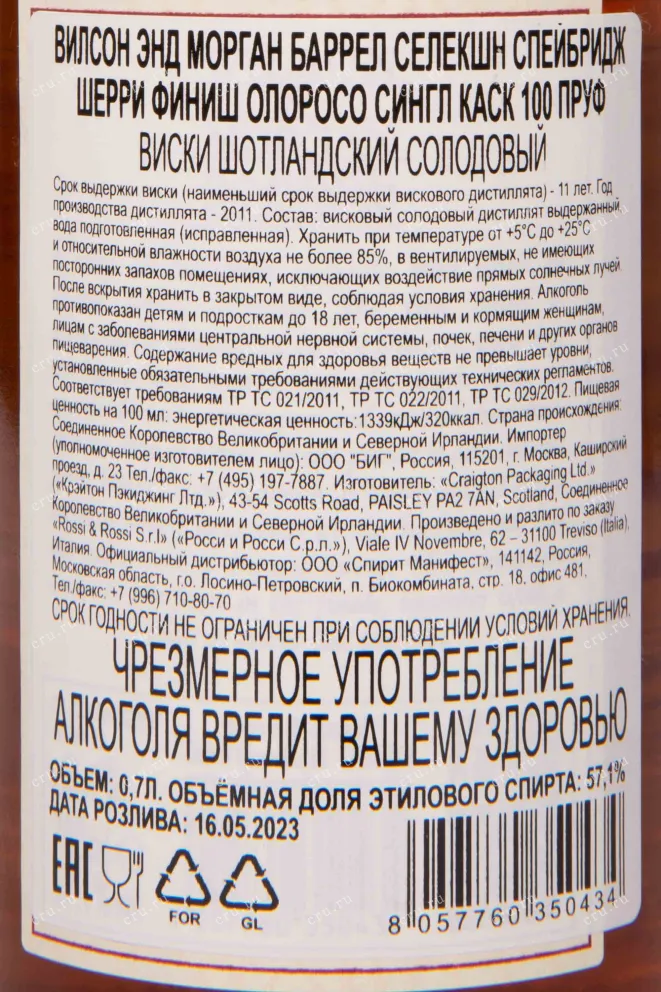 ВИЛСОН ЭНД МОРГАН БАРРЕЛ СЕЛЕКШН СПЕЙБРИДЖ
ШЕРРИ ФИНИШ ОЛОРОСО СИНГЛ КАСК 100 ПРУФ
ВИСКИ ШОТЛАНДСКИЙ СОЛОДОВЫЙ
Срок выдержки виски (наименьший срок выдержки вискового дистиллята) - 11 лет. Год
производства дистиллята - 2011. Состав: висковый солодовый дистиллят выдержанный,
вода подготовленная (исправленная). Хранить при температуре от +5°С до +25°С
и относительной влажности воздуха не более 85%, в вентилируемых, не имеющих
посторонних запахов помещениях, исключающих воздействие прямых солнечных лучей.
После вскрытия хранить в закрытом виде, соблюдая условия хранения. Алкоголь
противопоказан детям и подросткам до 18 лет, беременным и кормящим женщинам,
лицам с заболеваниями центральной нервной системы, почек, печени и других органов
пищеварения. Содержание вредных для здоровья веществ не превышает уровни,
установленные обязательными требованиями действующих технических регламентов.
Соответствует требованиям ТР ТС 021/2011, ТР ТС 022/2011, ТР ТС 029/2012. Пищевая
ценность на 100 мл: энергетическая ценность:1339кДж/320ккал. Страна происхождения:
Соединенное Королевство Великобритании и Северной Ирландии. Импортер
(уполномоченное изготовителем лицо): ООО "БИГ", Россия, 115201, г. Москва, Каширский
проезд, д. 23 Тел./факс: +7 (495) 197-7887. Изготовитель: «Craigton Packaging Ltd.»
(«Крэйтон Пэкиджинг Лтд.»), 43-54 Scotts Road, PAISLEY PA2 7AN, Scotland, Соединенное
Королевство Великобритании и Северной Ирландии. Произведено и разлито по заказу
«Rossi & Rossi S.r.l» («Росси и Росси С.р.л.»), Viale IV Novembre, 62 – 31100 Treviso (Italia),
Италия. Официальный дистрибьютор: ООО «Спирит Манифест», 141142, Россия,
Московская область, г.о. Лосино-Петровский, п. Биокомбината, стр. 18, офис 481,
Тел./факс: +7 (996) 710-80-70
СРОК ГОДНОСТИ НЕ ОГРАНИЧЕН ПРИ СОБЛЮДЕНИИ УСЛОВИЙ ХРАНЕНИЯ.
ЧРЕЗМЕРНОЕ УПОТРЕБЛЕНИЕ
АЛКОГОЛЯ ВРЕДИТ ВАШЕМУ ЗДОРОВЬЮ
ОБЪЕМ: 0,7Л. ОБЪЁМНАЯ ДОЛЯ ЭТИЛОВОГО СПИРТА: 57,1%
ДАТА РОЗЛИВА: 16.05.2023
EAC
FOR GL
8 057760 350434